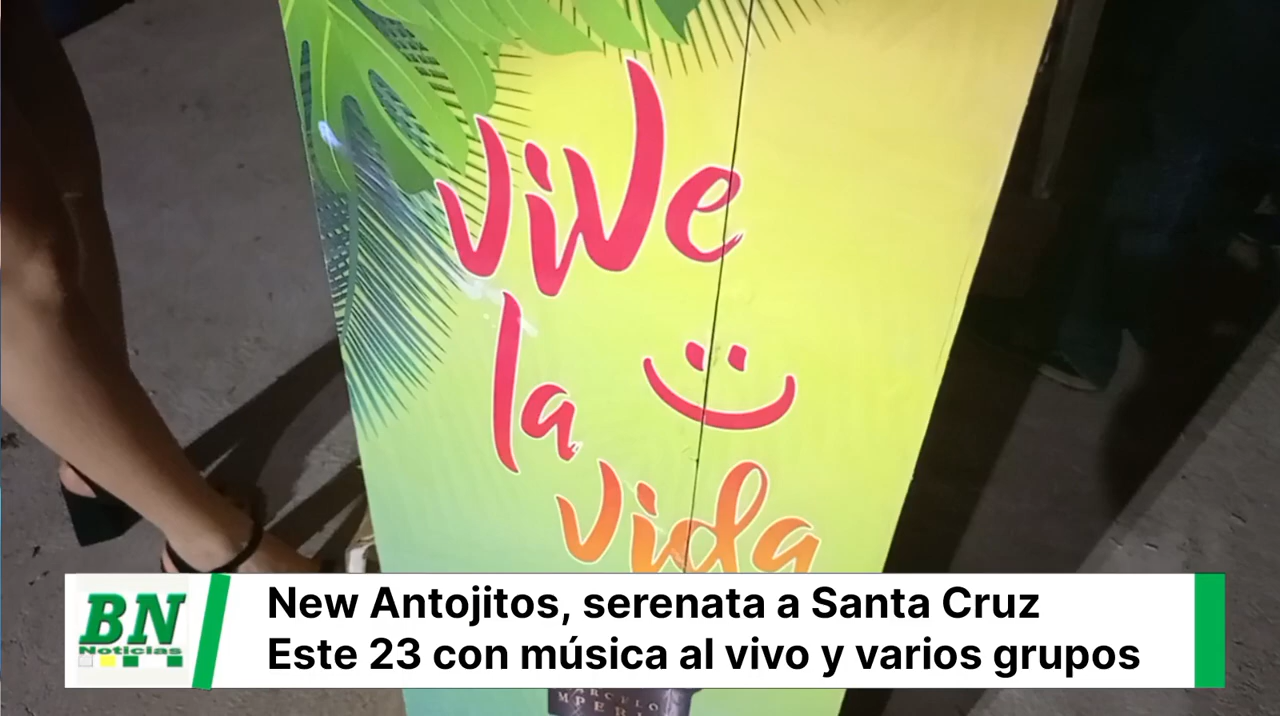 vive
la
vida
BN
Noticias
New Antojitos, serenata a Santa Cruz
Este 23 con música al vivo y varios grupos